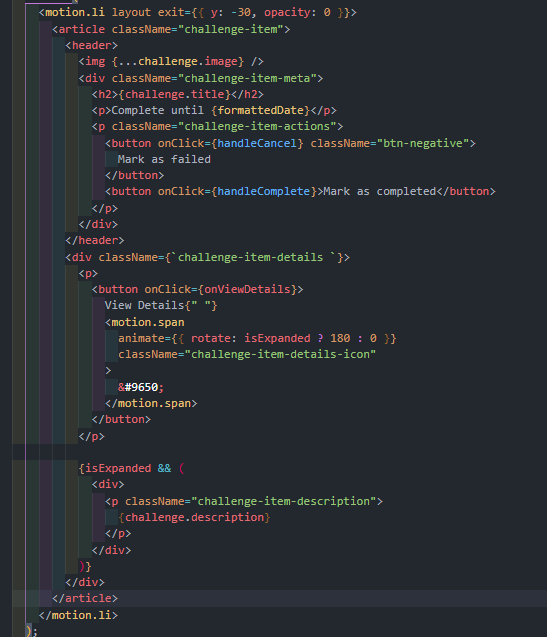 <motion.li layout exit={{ y: -30, opacity: 0 }}>
<article className="challenge-item">
<header>
<img {...challenge.image} />
<div className="challenge-item-meta">
<h2>{challenge.title}</h2>
<p>Complete until {formattedDate}</p>
<p className="challenge-item-actions">
<button onClick={handleCancel} className="btn-negative">
Mark as failed
</button>
<button onClick={handleComplete}>Mark as completed</button>
</p>
</div>
</header>
<div className={`challenge-item-details `}>
<p>
<button onClick={onViewDetails}>
View Details{" "}
<motion.span
animate={{ rotate: isExpanded ? 180 : 0 }}
className="challenge-item-details-icon"
>
&#9650;
</motion.span>
</button>
</p>
{isExpanded && (
<div>
<p className="challenge-item-description">
{challenge.description}
</p>
</div>
)}
</div>
</article>
</motion.li>
);